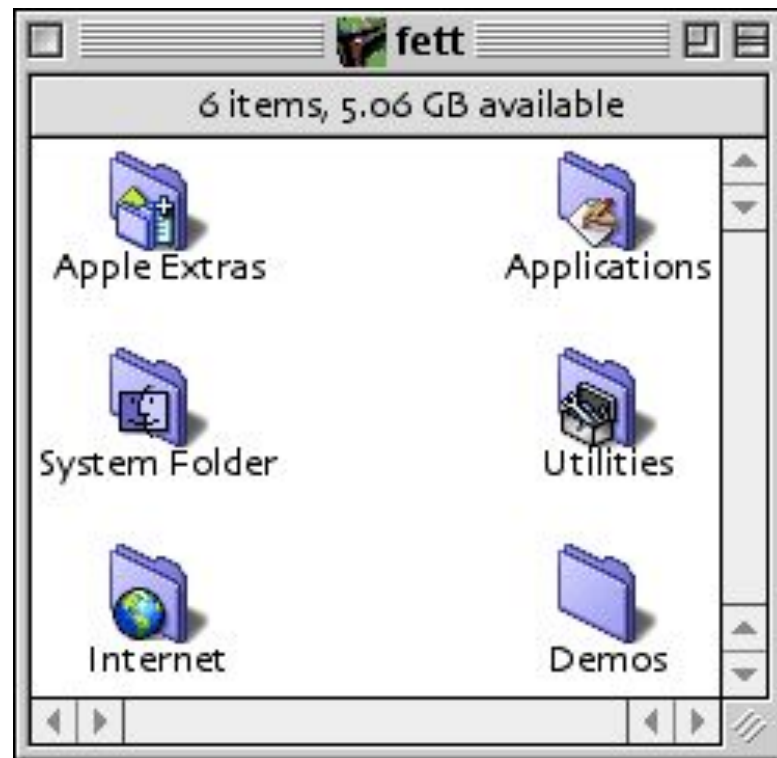 fett
6 items, 5.06 GB available
Apple Extras
Applications
System Folder
Utilities
Internet
Demos